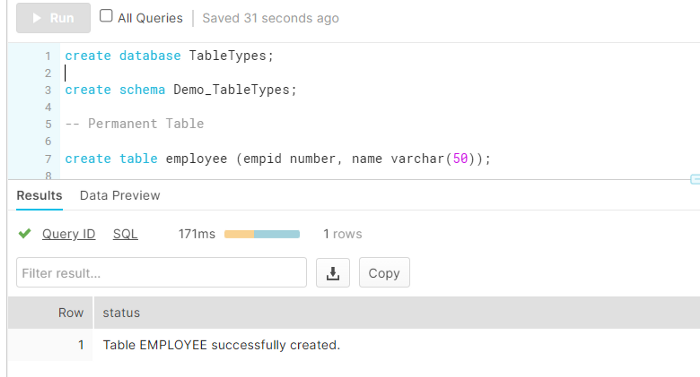 Run All Queries Saved 31 seconds ago
1 create database TableTypes;
2
3 create schema Demo_TableTypes;
4
5 -- Permanent Table
6
7 create table employee (empid number, name varchar(50));
8
Results Data Preview
Query ID SQL 171ms 1 rows
Filter result... Copy
Row status
1 Table EMPLOYEE successfully created.